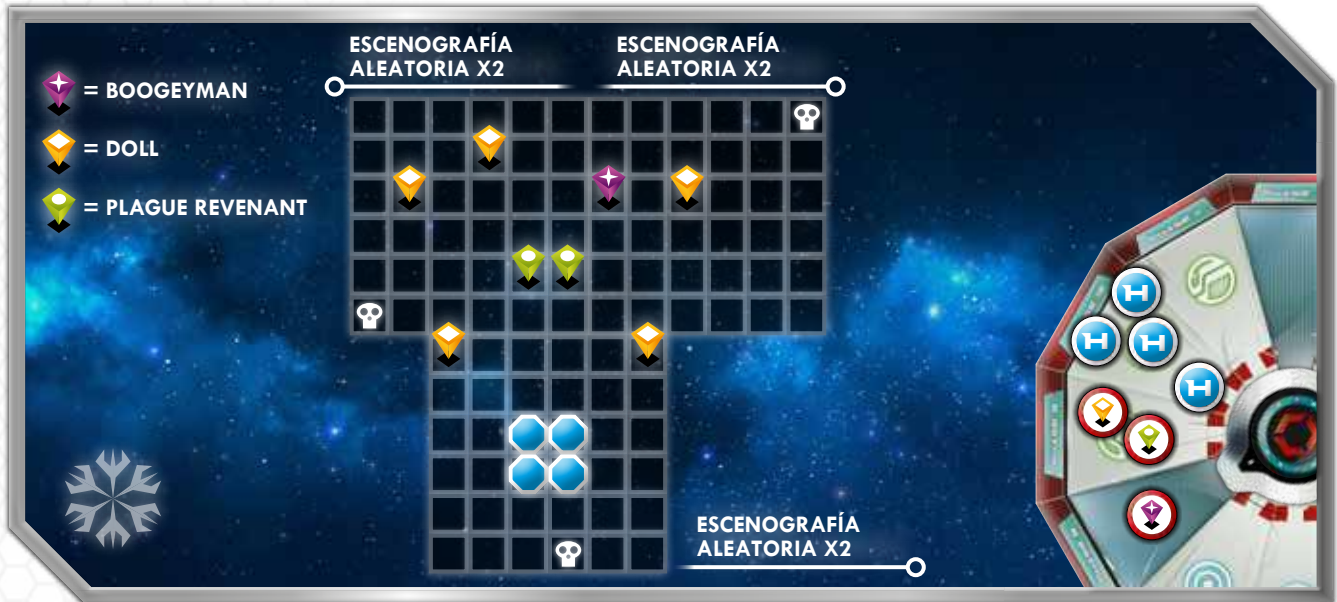 ESCENOGRAFÍA
ALEATORIA X2
ESCENOGRAFÍA
ALEATORIA X2
= BOOGEYMAN
= DOLL
= PLAGUE REVENANT
H
H
H
H
ESCENOGRAFÍA
ALEATORIA X2